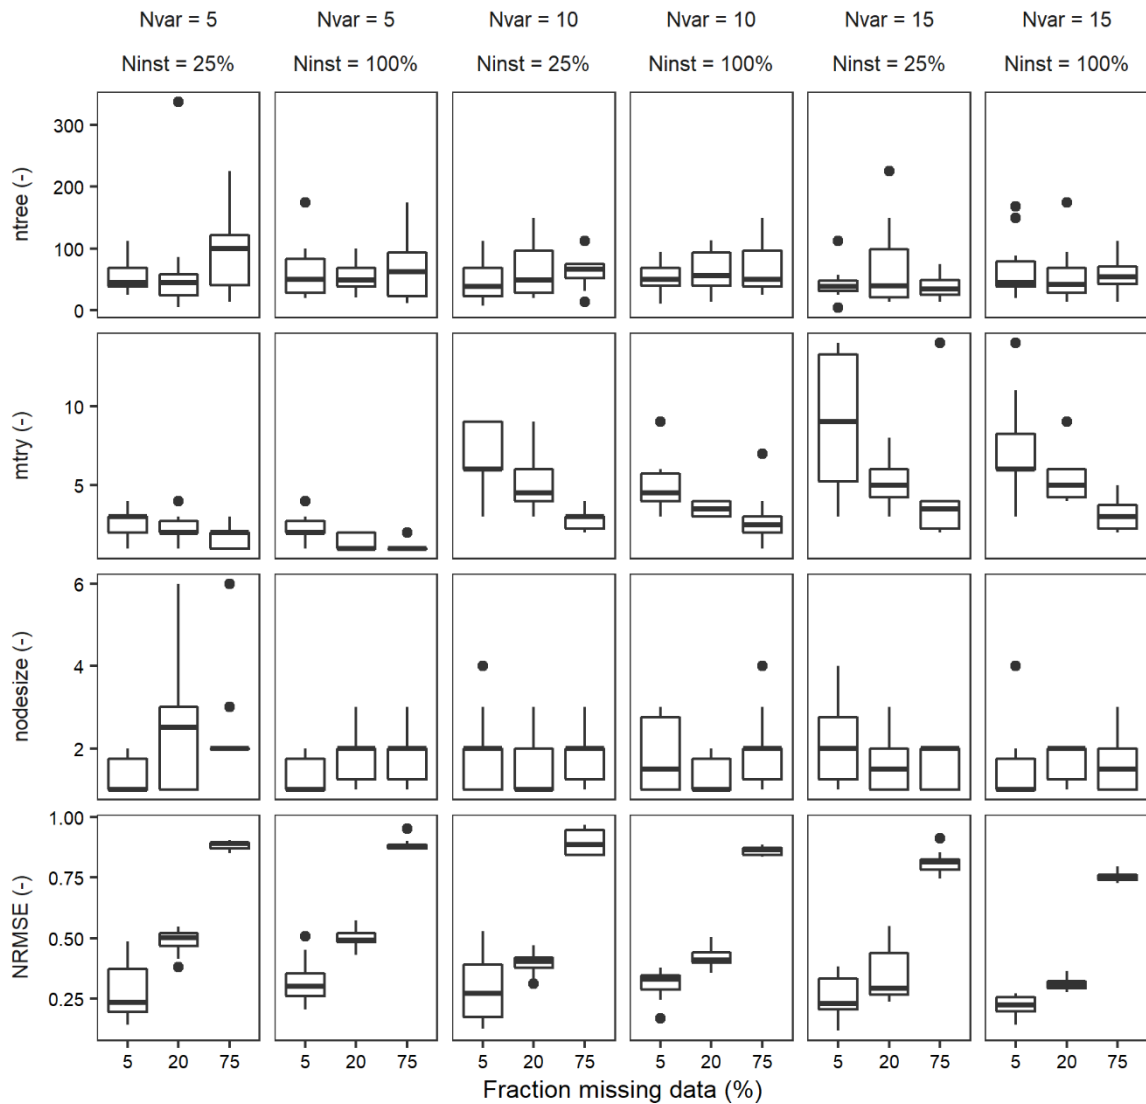 Nvar = 5 Nvar = 5 Nvar = 10 Nvar = 10 Nvar = 15 Nvar = 15
Ninst = 25% Ninst = 100% Ninst = 25% Ninst = 100% Ninst = 25% Ninst = 100%
ntree (-)
300
200
100
0
mtry (-)
10
5
nodesize (-)
6
4
2
NRMSE (-)
1.00
0.75
0.50
0.25
5 20 75 5 20 75 5 20 75 5 20 75 5 20 75 5 20 75
Fraction missing data (%)